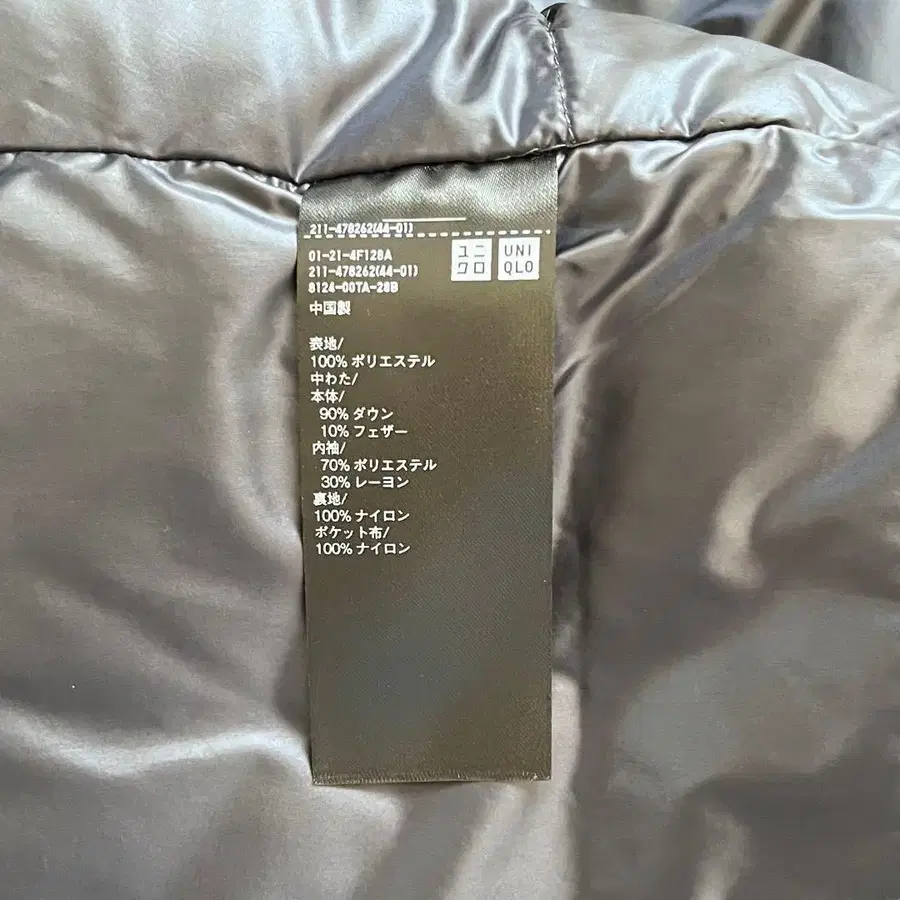 211-478262(44-01)
01-21-4F128A
211-478262(44-01)
8124-00TA-28B
ユニ
クロ
UNI
QLO
中国製
表地/
100% ポリエステル
中わた/
本体/
90% ダウン
10% フェザー
内袖/
70% ポリエステル
30% レーヨン
裏地/
100% ナイロン
ポケット布/
100% ナイロン